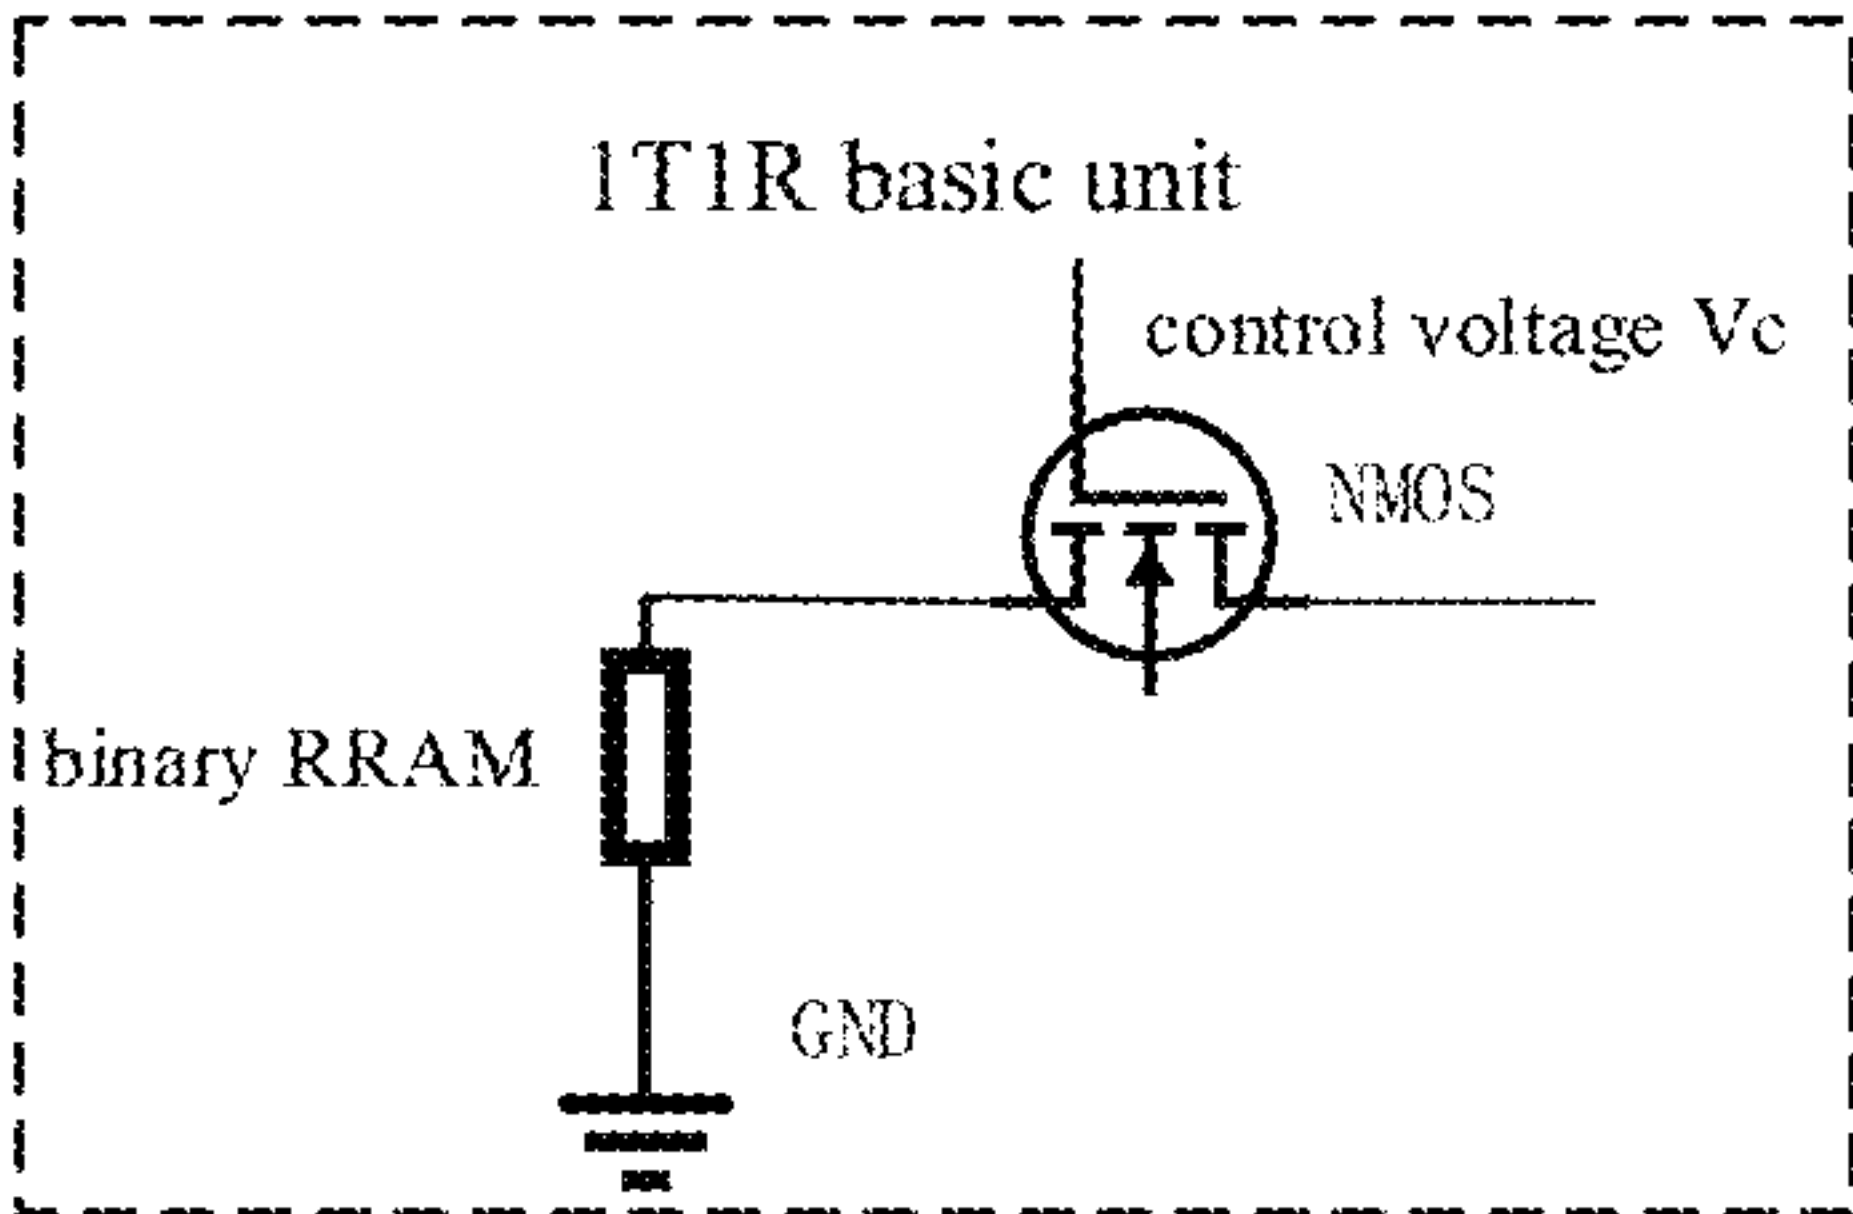 1T1R basic unit
control voltage Vc
NMOS
binary RRAM
GND